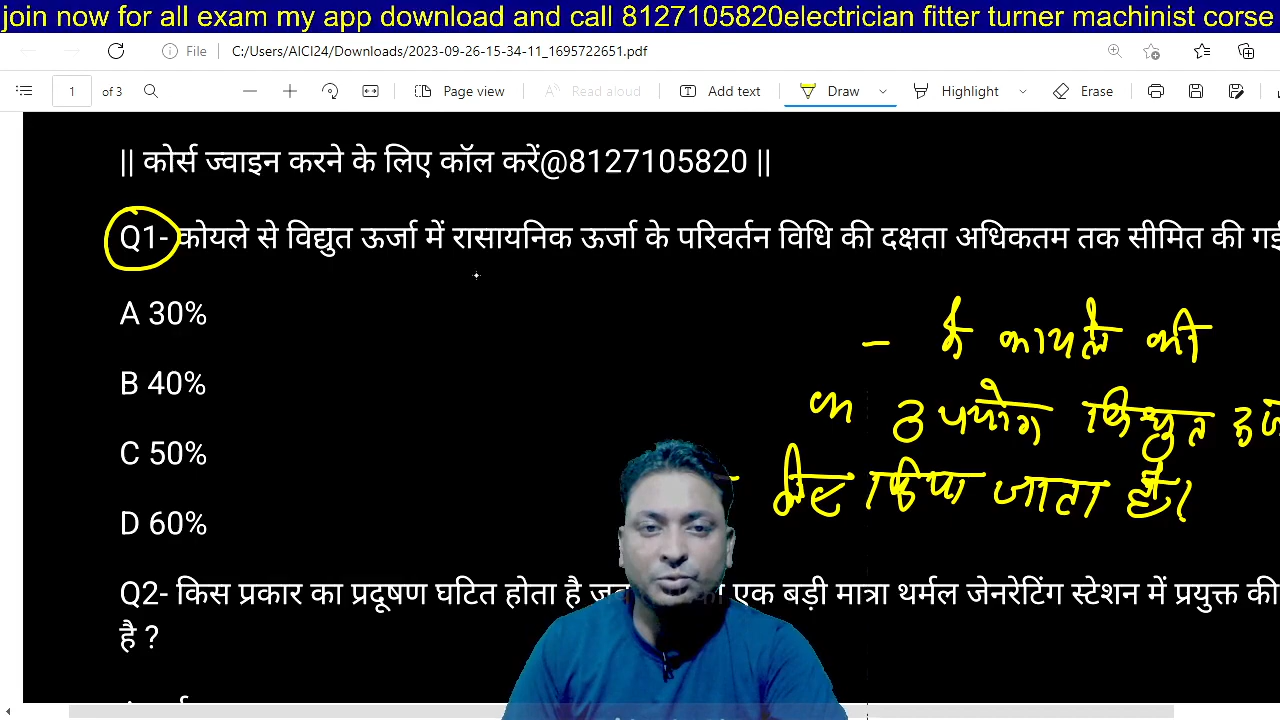 join now for all exam my app download and call 8127105820electrician fitter turner machinist corse
File C:/Users/AICI24/Downloads/2023-09-26-15-34-11_1695722651.pdf
1 of 3 Page view Read aloud Add text Draw Highlight Erase
|| कोर्स ज्वाइन करने के लिए कॉल करें@8127105820 ||
Q1- कोयले से विद्युत ऊर्जा में रासायनिक ऊर्जा के परिवर्तन विधि की दक्षता अधिकतम तक सीमित की गई
A 30%
- कोयले की
B 40%
का उपयोग विद्युत
C 50%
किया जाता है।
D 60%
Q2- किस प्रकार का प्रदूषण घटित होता है एक बड़ी मात्रा थर्मल जेनरेटिंग स्टेशन में प्रयुक्त की
है ?